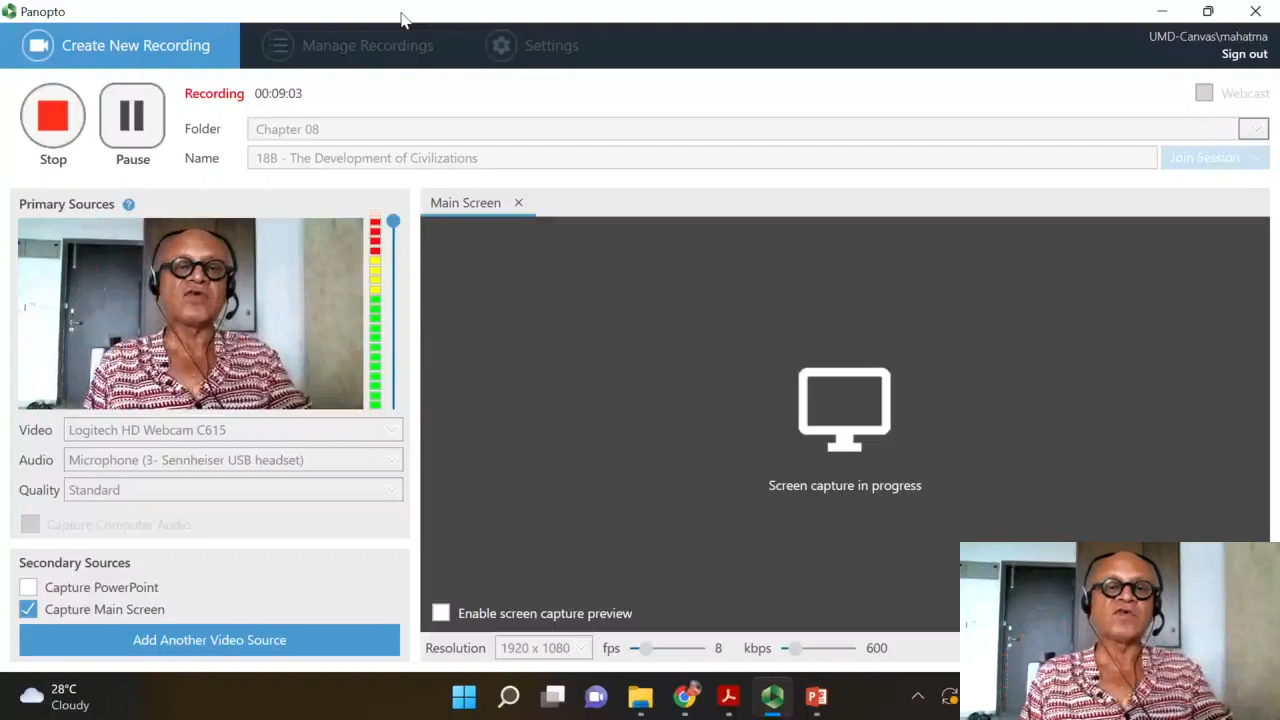 Panopto
Create New Recording
Manage Recordings
Settings
UMD-Canvas\mahatma
Sign out
Recording 00:09:03
Webcast
Folder Chapter 08
Stop
Pause
Name 18B - The Development of Civilizations
Join Session
Primary Sources ?
Main Screen
Video Logitech HD Webcam C615
Audio Microphone (3- Sennheiser USB headset)
Quality Standard
Capture Computer Audio
Screen capture in progress
Secondary Sources
Capture PowerPoint
Capture Main Screen
Add Another Video Source
Enable screen capture preview
Resolution 1920 x 1080 fps 8 kbps 600
28°C
Cloudy